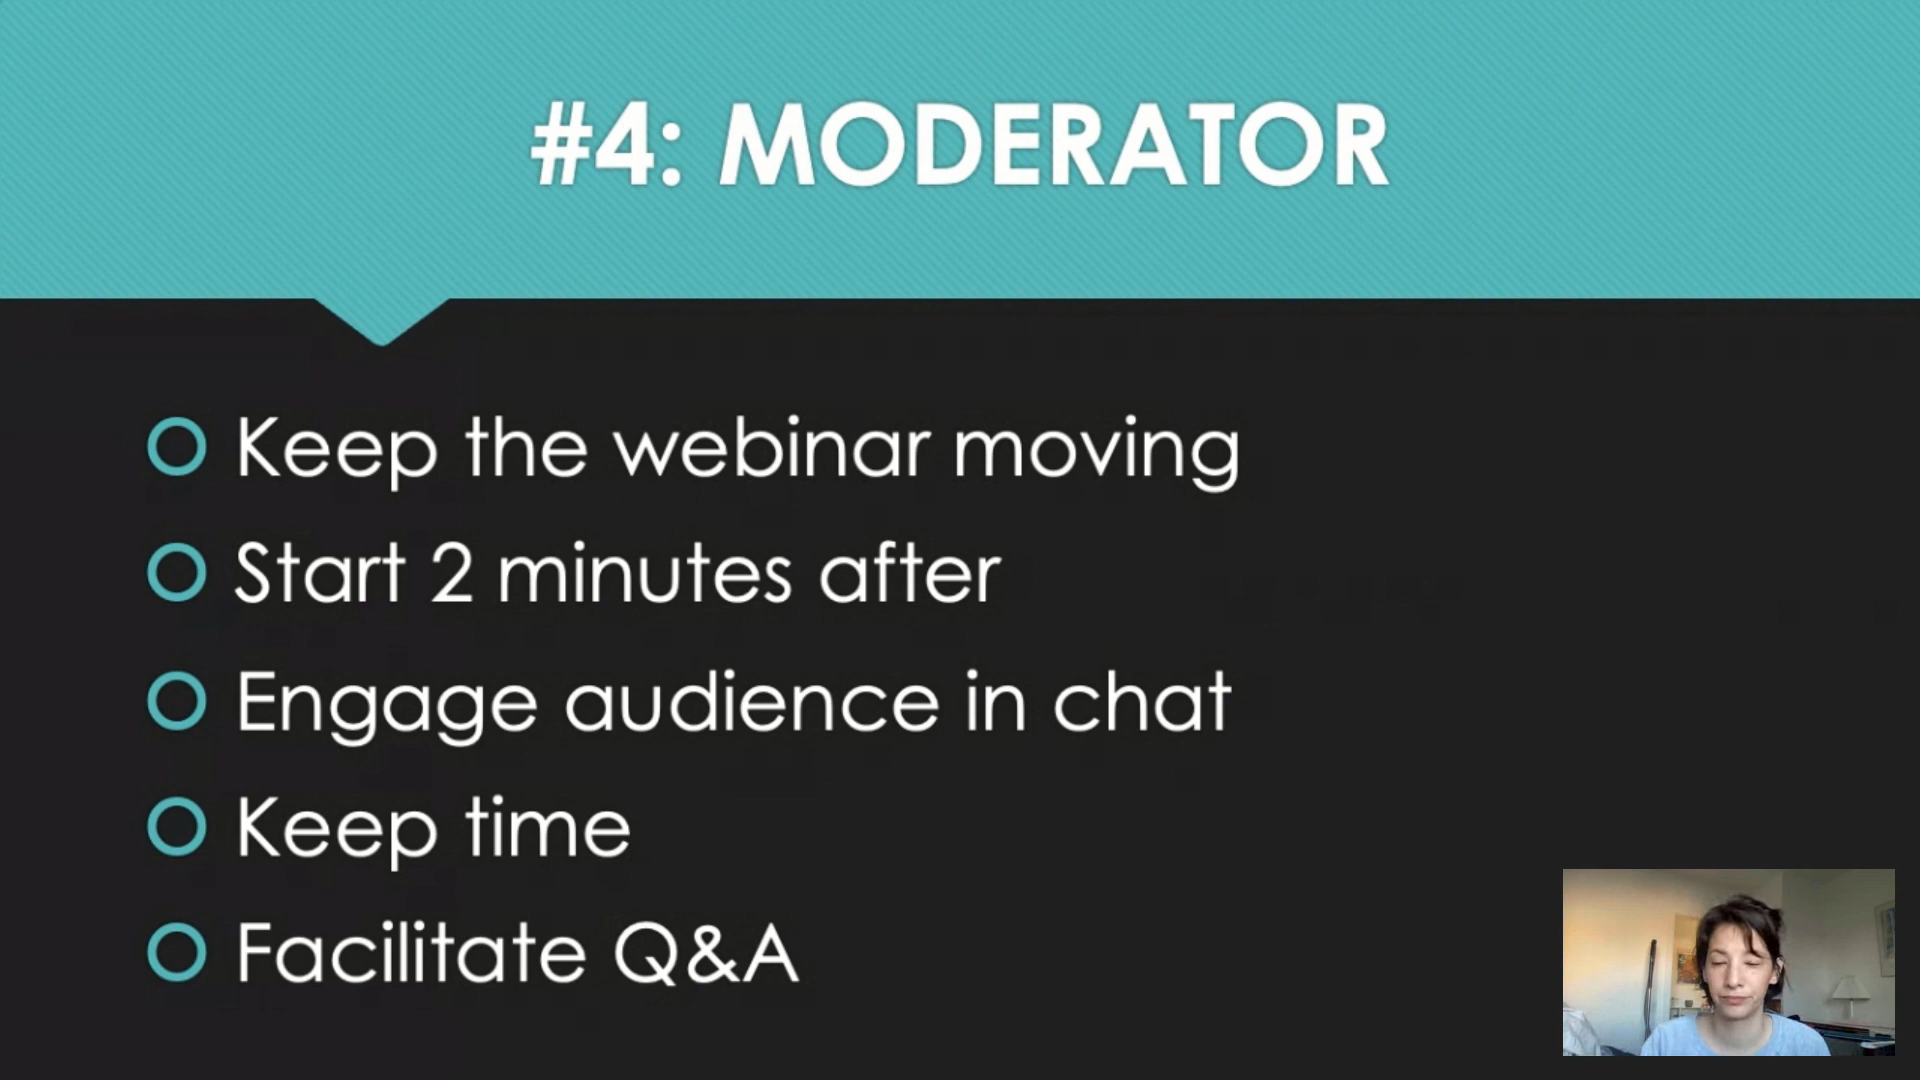 #4: MODERATOR
Keep the webinar moving
Start 2 minutes after
Engage audience in chat
Keep time
Facilitate Q&A